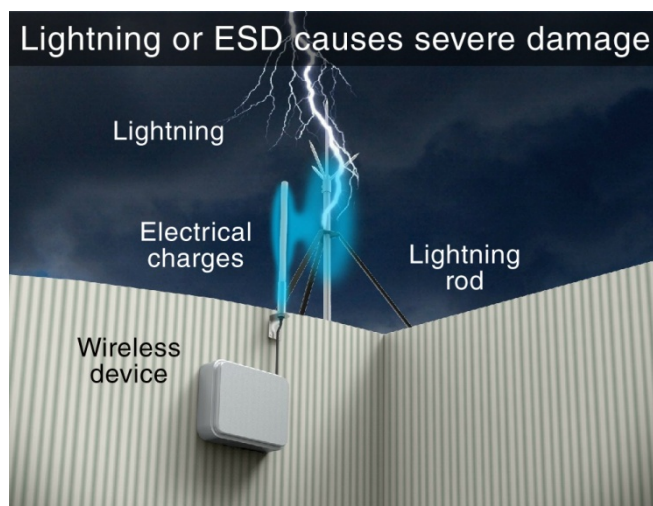 Lightning or ESD causes severe damage
Lightning
Electrical
charges
Lightning
rod
Wireless
device